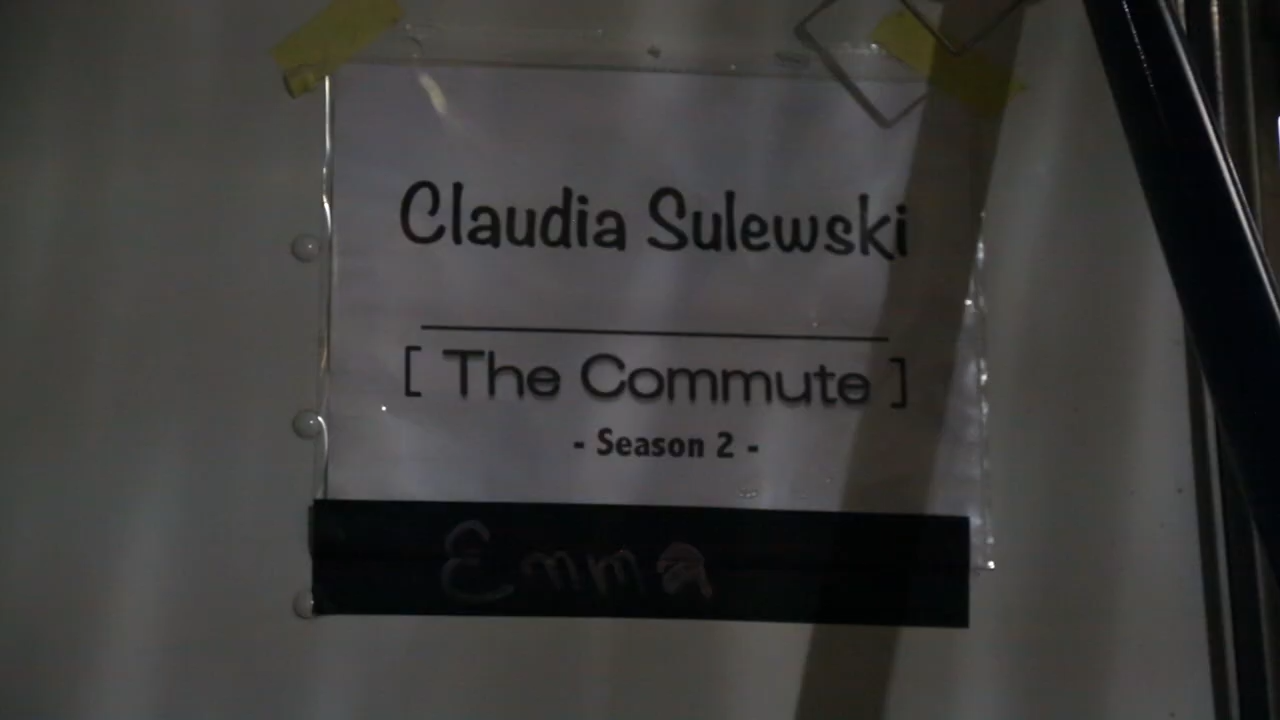 Claudia Sulewski
[ The Commute ]
- Season 2 -
Emma